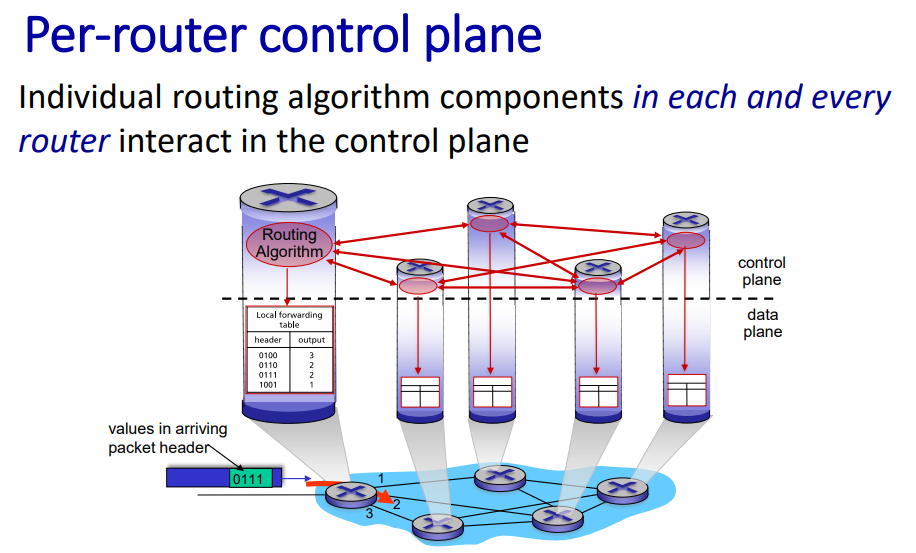 Per-router control plane
Individual routing algorithm components in each and every
router interact in the control plane
Routing
Algorithm
control
plane
data
plane
Local forwarding
table
header output
0100 3
0110 2
0111 2
1001 1
values in arriving
packet header
0111
1
2
3